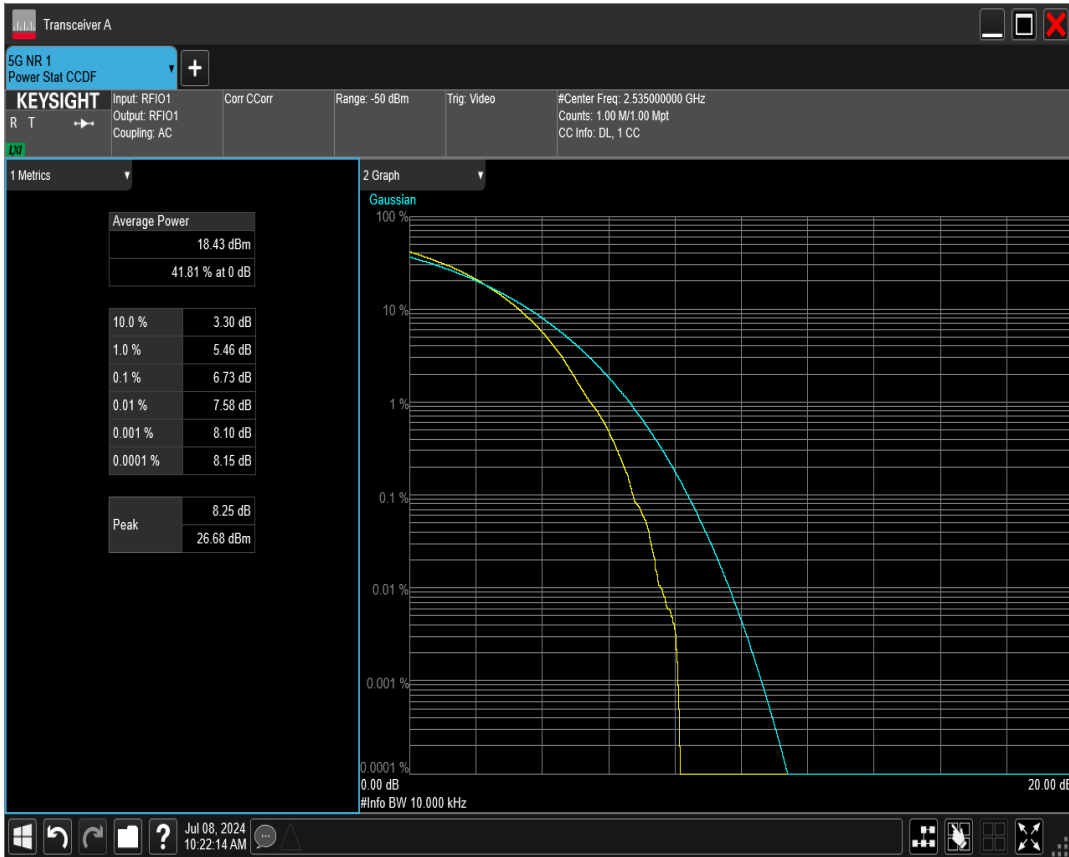 Transceiver A
5G NR 1
Power Stat CCDF
KEYSIGHT
R T
LXI
Input: RFIO1
Output: RFIO1
Coupling: AC
Corr CCorr
Range: -50 dBm
Trig: Video
#Center Freq: 2.535000000 GHz
Counts: 1.00 M/1.00 Mpt
CC Info: DL, 1 CC
1 Metrics
Average Power
18.43 dBm
41.81 % at 0 dB
10.0 % 3.30 dB
1.0 % 5.46 dB
0.1 % 6.73 dB
0.01 % 7.58 dB
0.001 % 8.10 dB
0.0001 % 8.15 dB
Peak
8.25 dB
26.68 dBm
2 Graph
Gaussian
100 %
10 %
1 %
0.1 %
0.01 %
0.001 %
0.0001 %
0.00 dB 20.00 dB
#Info BW 10.000 kHz
?
Jul 08, 2024
10:22:14 AM